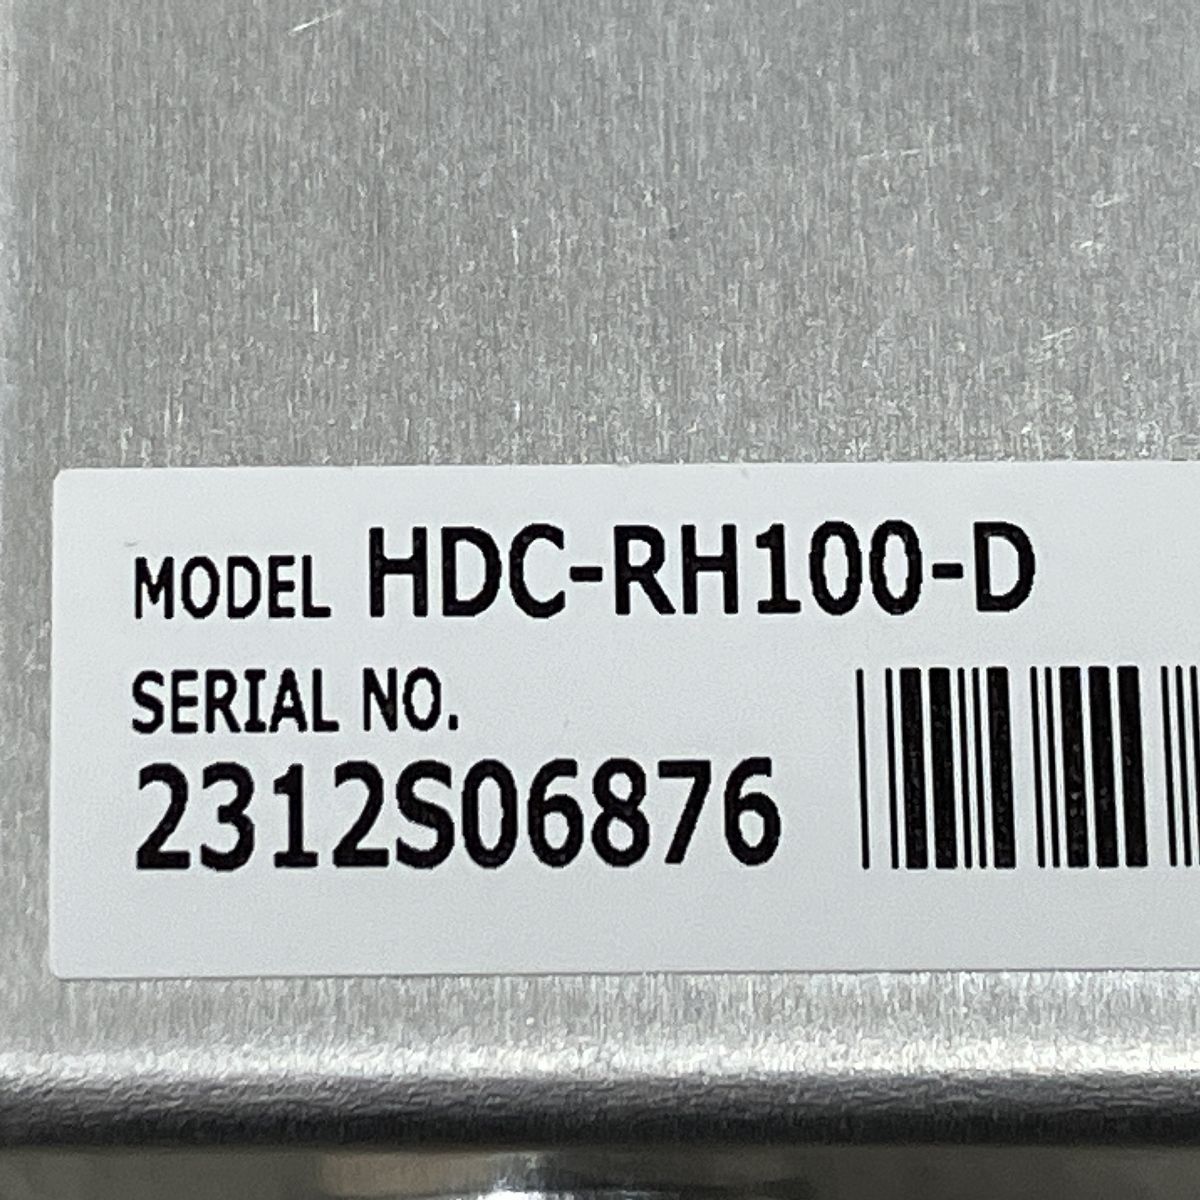 MODEL HDC-RH100-D
SERIAL NO.
2312S06876